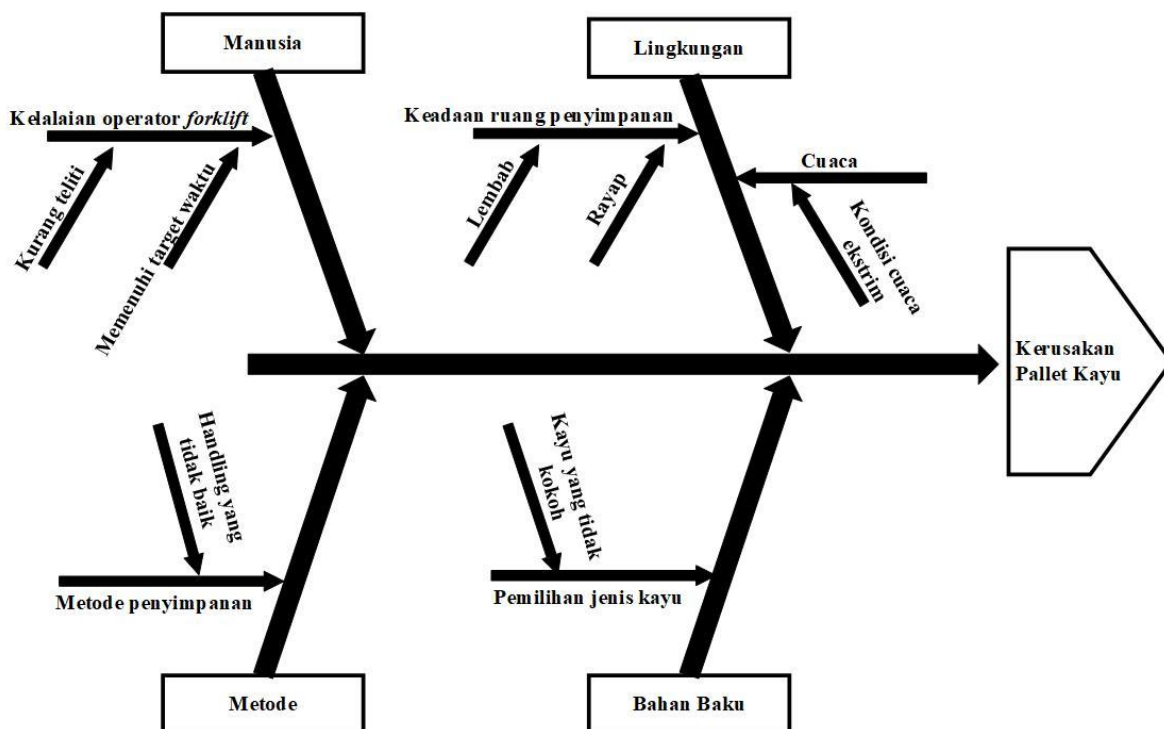 Manusia
Lingkungan
Kelalaian operator forklift
Keadaan ruang penyimpanan
Cuaca
Kurang teliti
Memenuhi target waktu
Lembab
Rayap
Kondisi cuaca
ekstrim
Kerusakan
Pallet Kayu
Handling yang
tidak baik
Kayu yang tidak
kokoh
Metode penyimpanan
Pemilihan jenis kayu
Metode
Bahan Baku